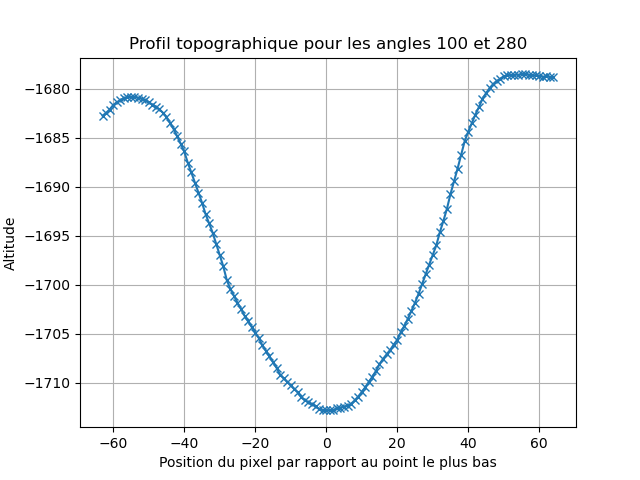 Profil topographique pour les angles 100 et 280
Altitude
−1680
−1685
−1690
−1695
−1700
−1705
−1710
−60 −40 −20 0 20 40 60
Position du pixel par rapport au point le plus bas